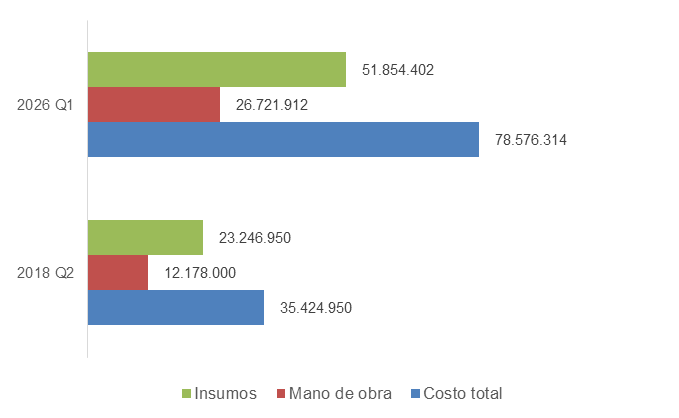 51.854.402
2026 Q1
26.721.912
78.576.314
23.246.950
2018 Q2
12.178.000
35.424.950
Insumos Mano de obra Costo total